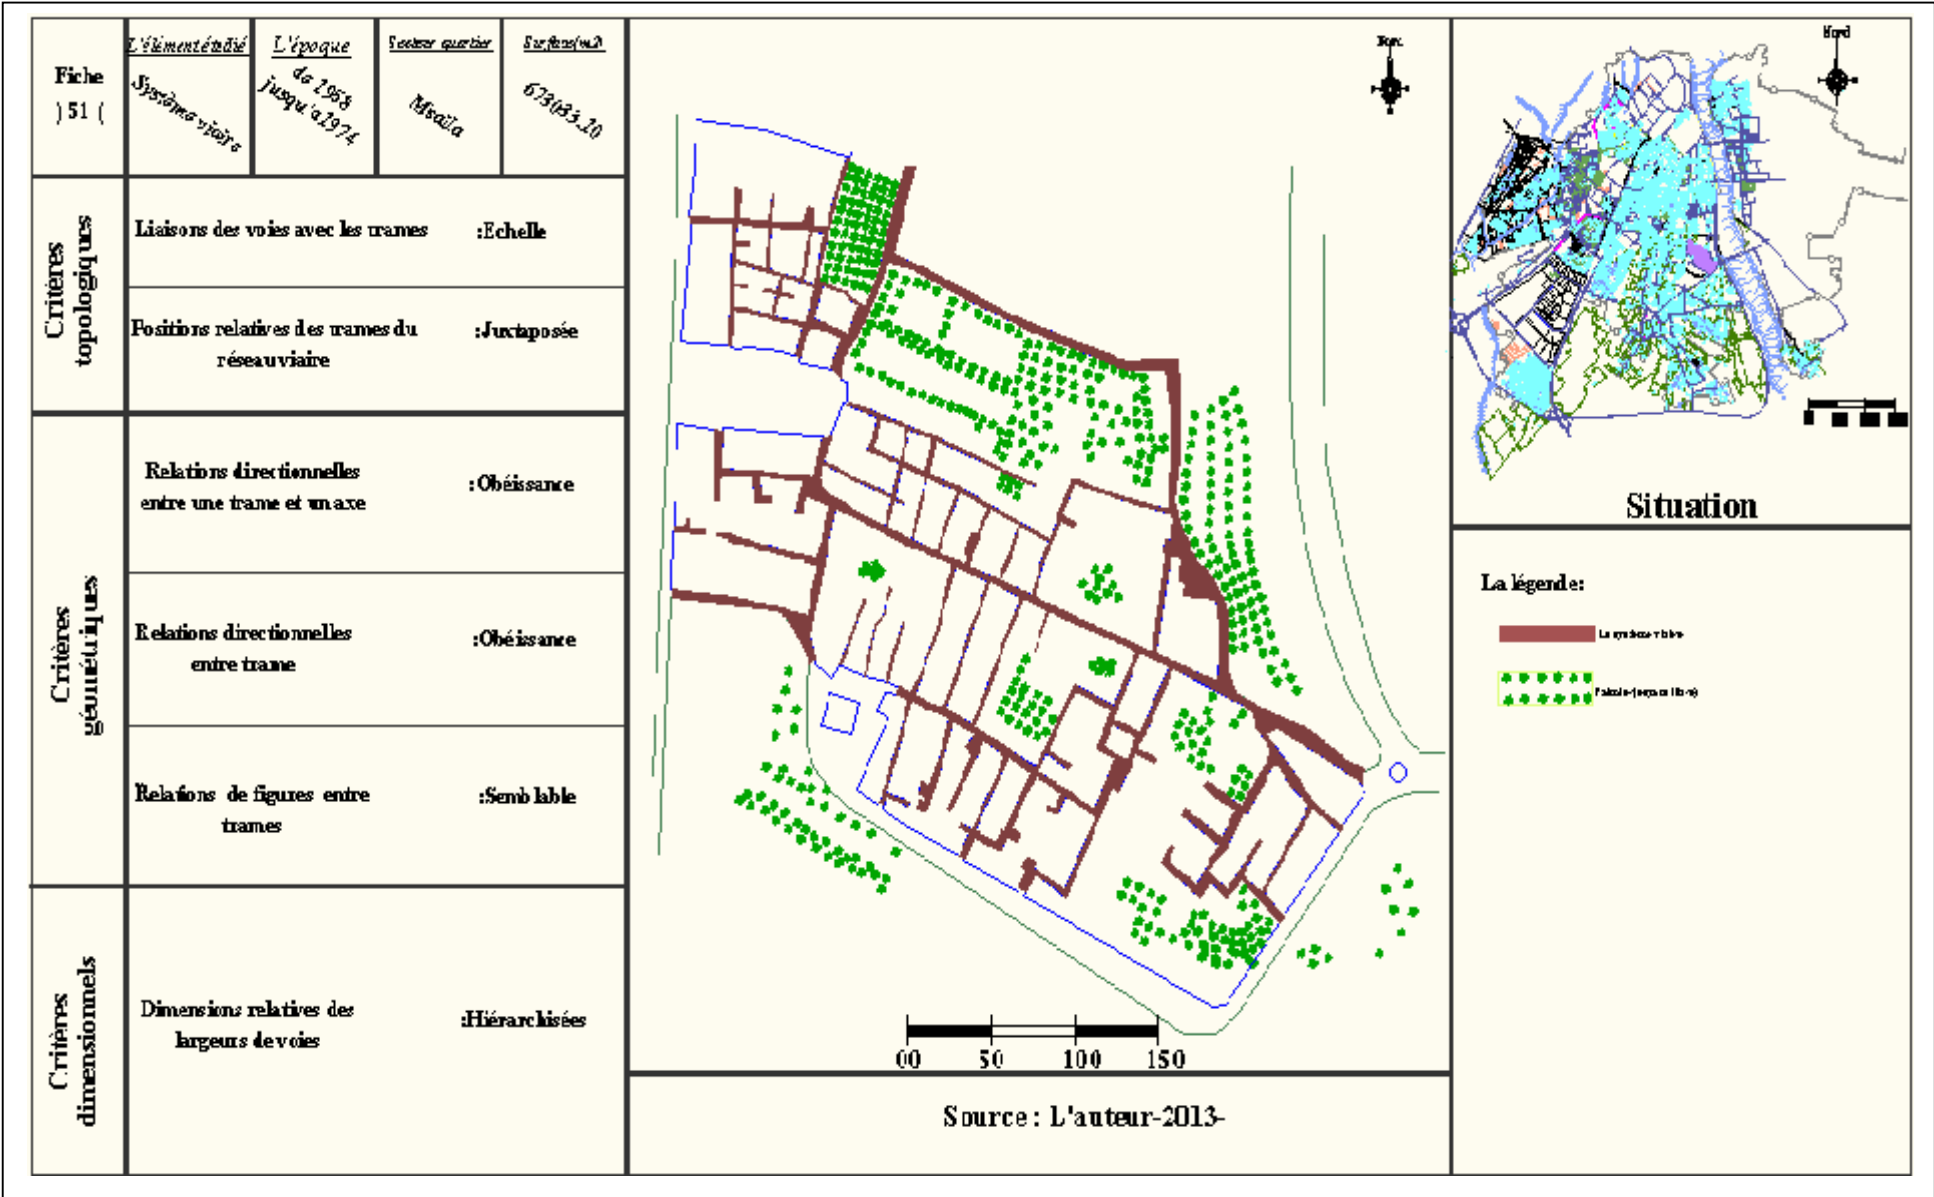 Fiche
) 51 (
L'élément étudié
Système viaire
L'époque
de 1968
jusqu'a 1974
Secteur quartier
Msaila
Surface(m2)
673033.20
Critères
topologiques
Liaisons des voies avec les trames :Echelle
Positions relatives des trames du
réseau viaire
:Juxtaposée
Critères
géométriques
Relations directionnelles
entre une trame et un axe
:Obéissance
Relations directionnelles
entre trame
:Obéissance
Relations de figures entre
trames
:Semblable
Critères
dimensionnels
Dimensions relatives des
largeurs de voies
:Hiérarchisées
00 50 100 150
Source : L'auteur-2013-
Nord
Situation
La légende: